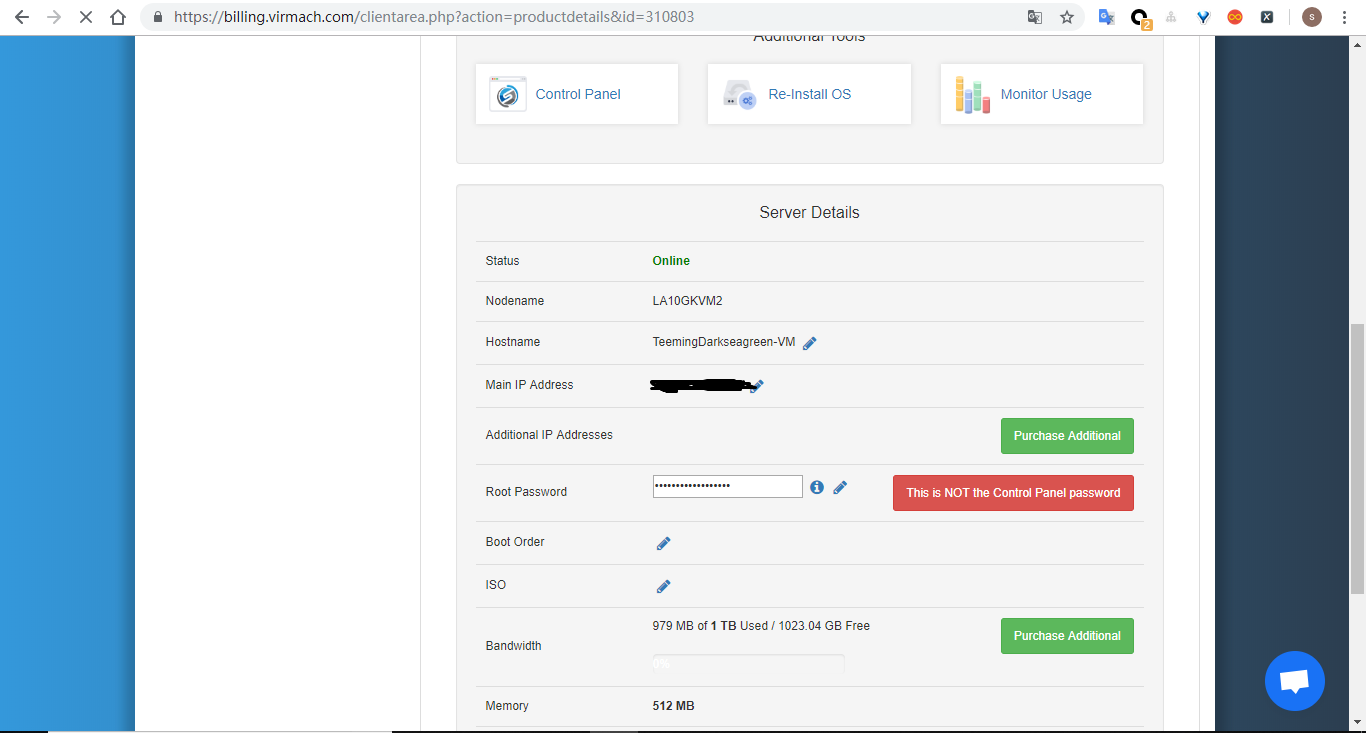 https://billing.virmach.com/clientarea.php?action=productdetails&id=310803
2
s
Additional Tools
Control Panel
Re-Install OS
Monitor Usage
Server Details
Status Online
Nodename LA10GKVM2
Hostname TeemingDarkseagreen-VM
Main IP Address
Additional IP Addresses Purchase Additional
Root Password •••••••••••••••••• This is NOT the Control Panel password
Boot Order
ISO
979 MB of 1 TB Used / 1023.04 GB Free
Bandwidth Purchase Additional
0%
Memory 512 MB